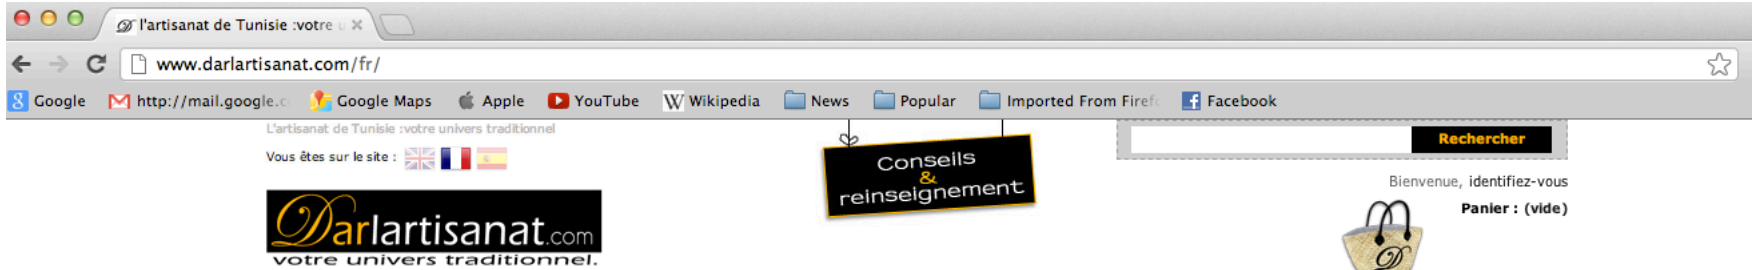 l'artisanat de Tunisie :votre u
www.darlartisanat.com/fr/
Google http://mail.google.c Google Maps Apple YouTube Wikipedia News Popular Imported From Firef Facebook
L'artisanat de Tunisie :votre univers traditionnel
Vous êtes sur le site :
Darlartisanat.com
votre univers traditionnel.
Conseils
&
reinseignement
Rechercher
Bienvenue, identifiez-vous
Panier : (vide)